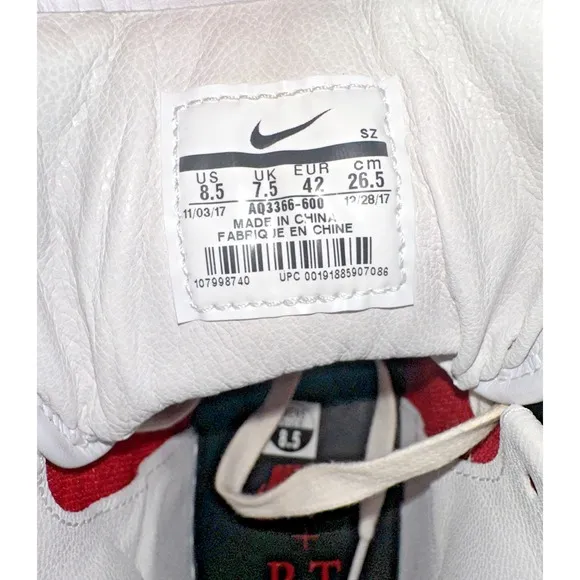 SZ
US UK EUR cm
8.5 7.5 42 26.5
11/03/17 AQ3366-600 12/28/17
MADE IN CHINA
FABRIQUE EN CHINE
107998740 UPC 00191885907086
8.5
+
R T